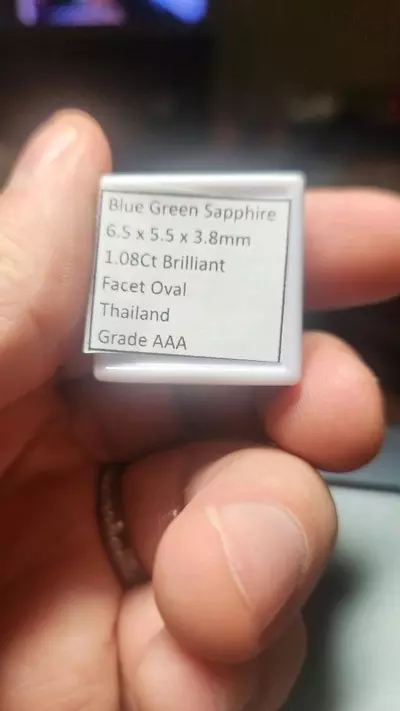 Blue Green Sapphire
6.5 x 5.5 x 3.8mm
1.08Ct Brilliant
Facet Oval
Thailand
Grade AAA